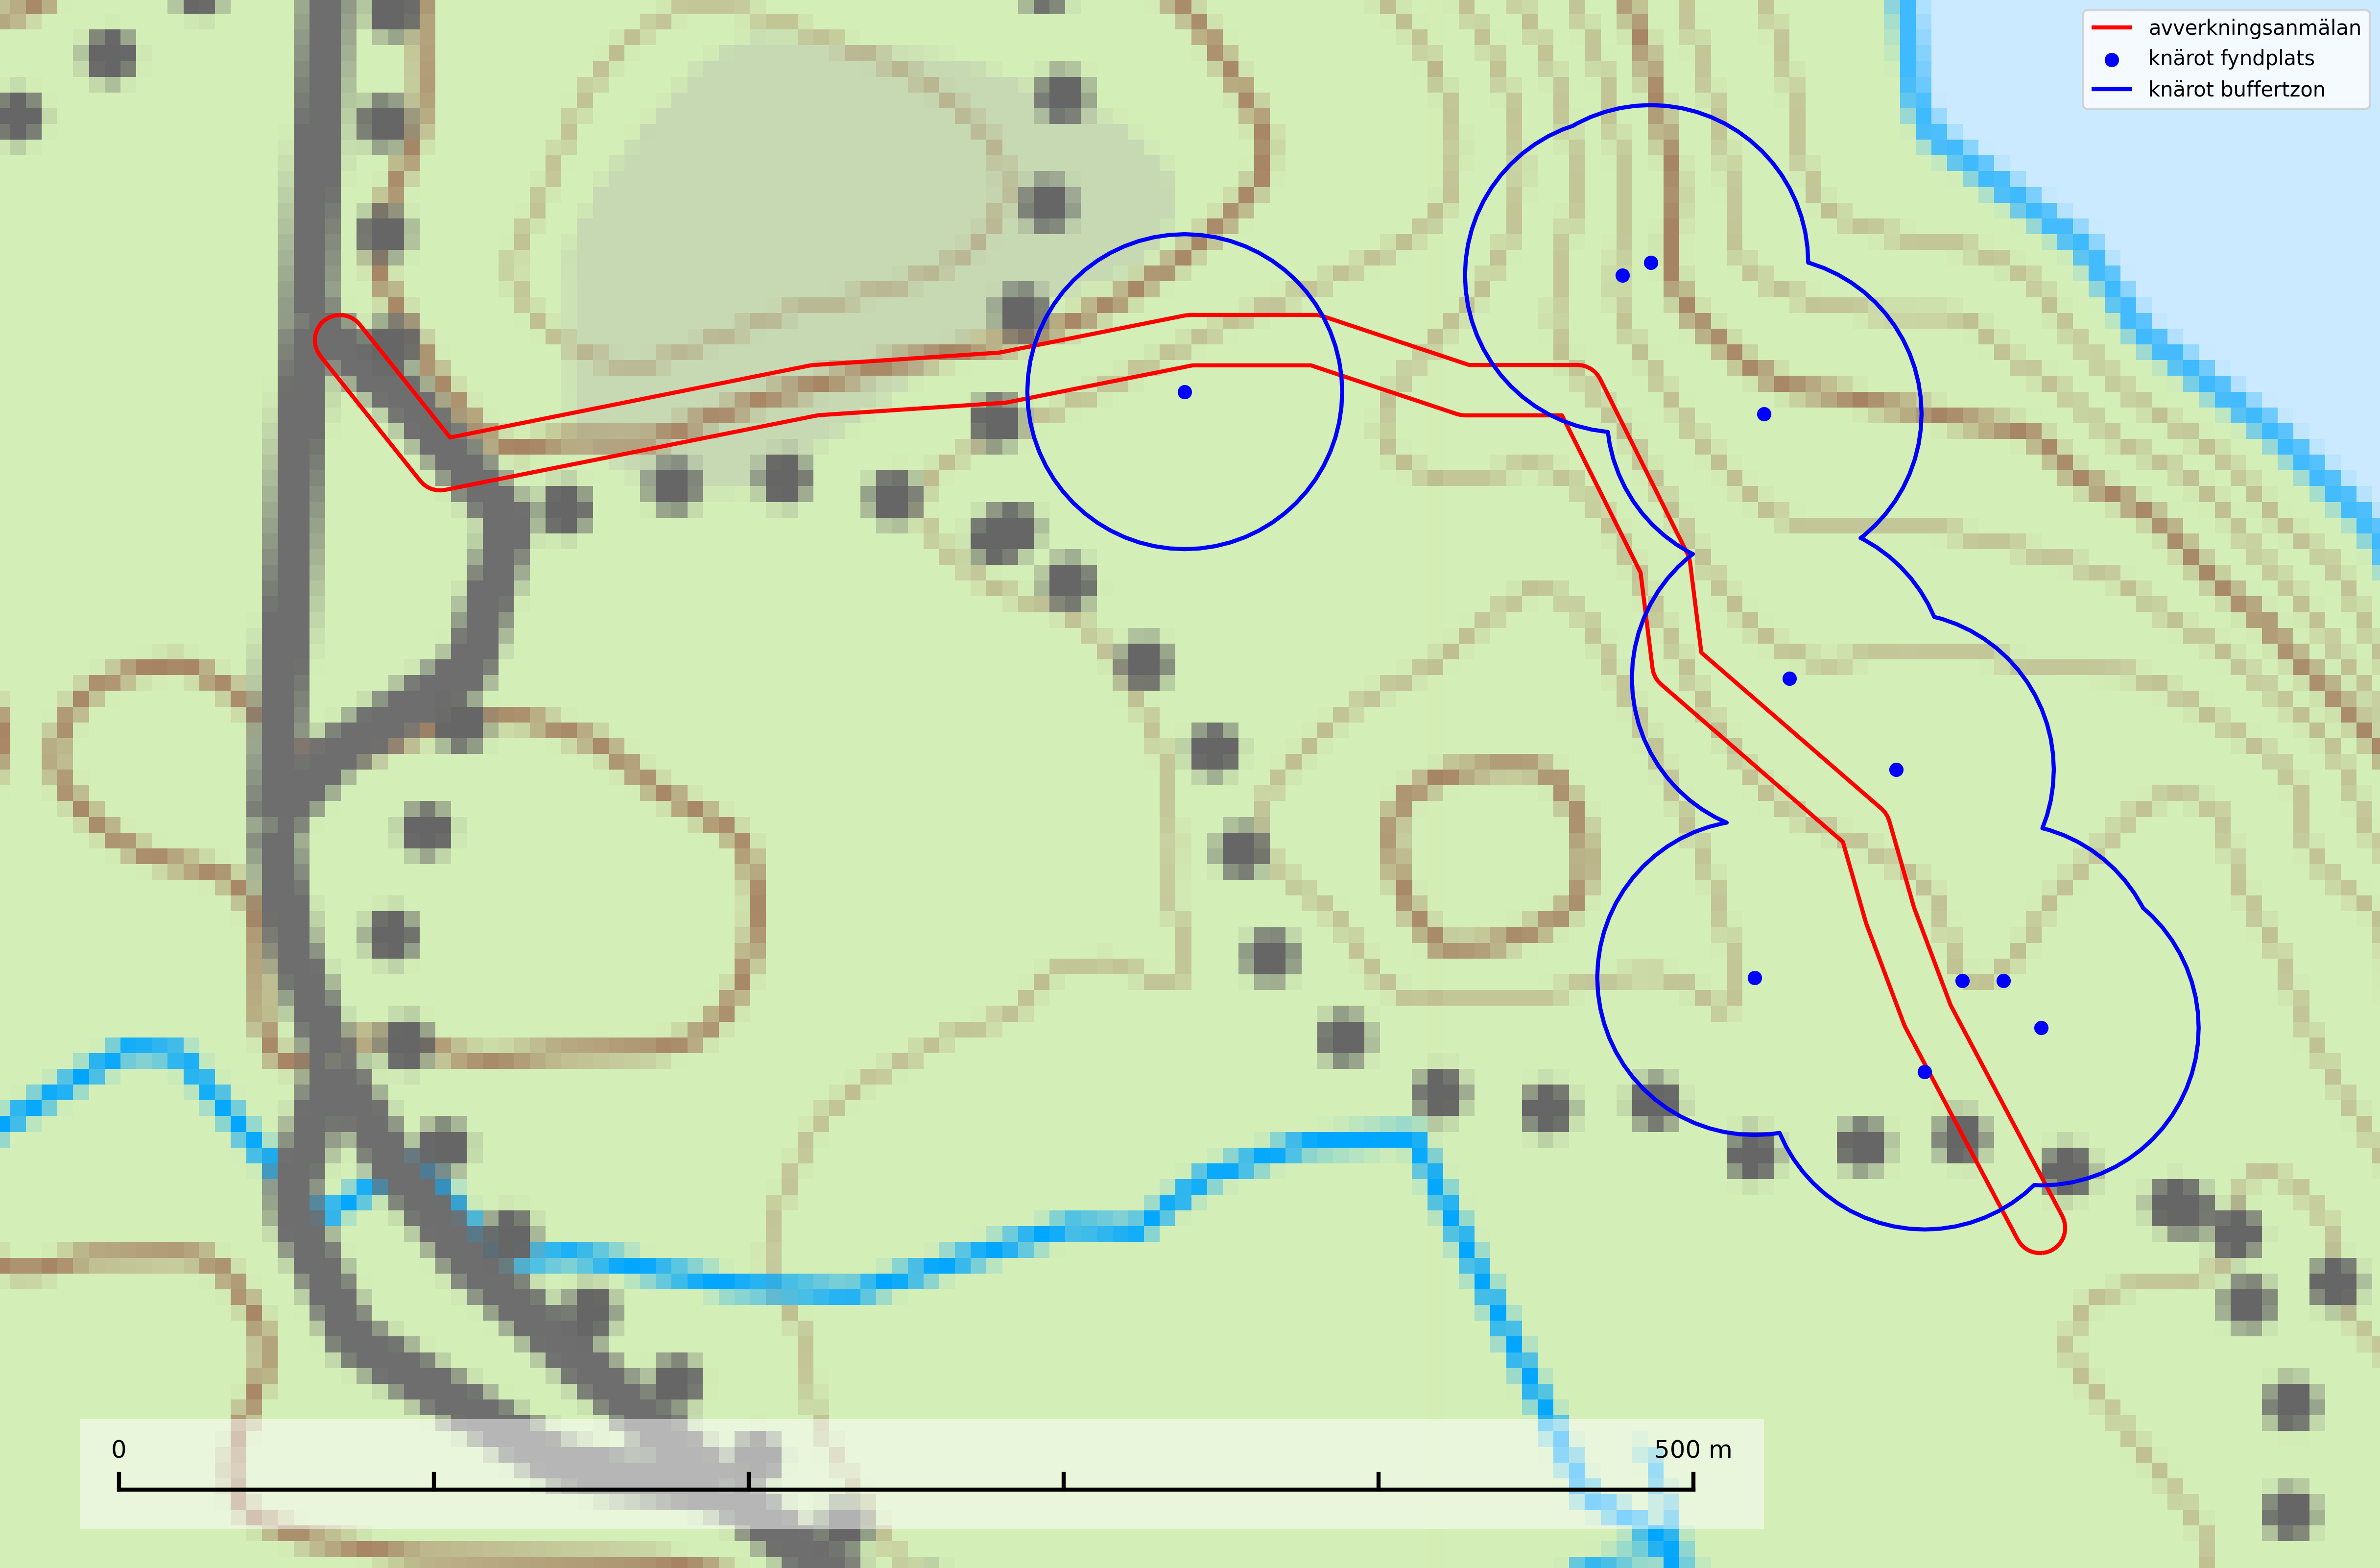 avverkningsanmälan
knärot fyndplats
knärot buffertzon
0
500 m